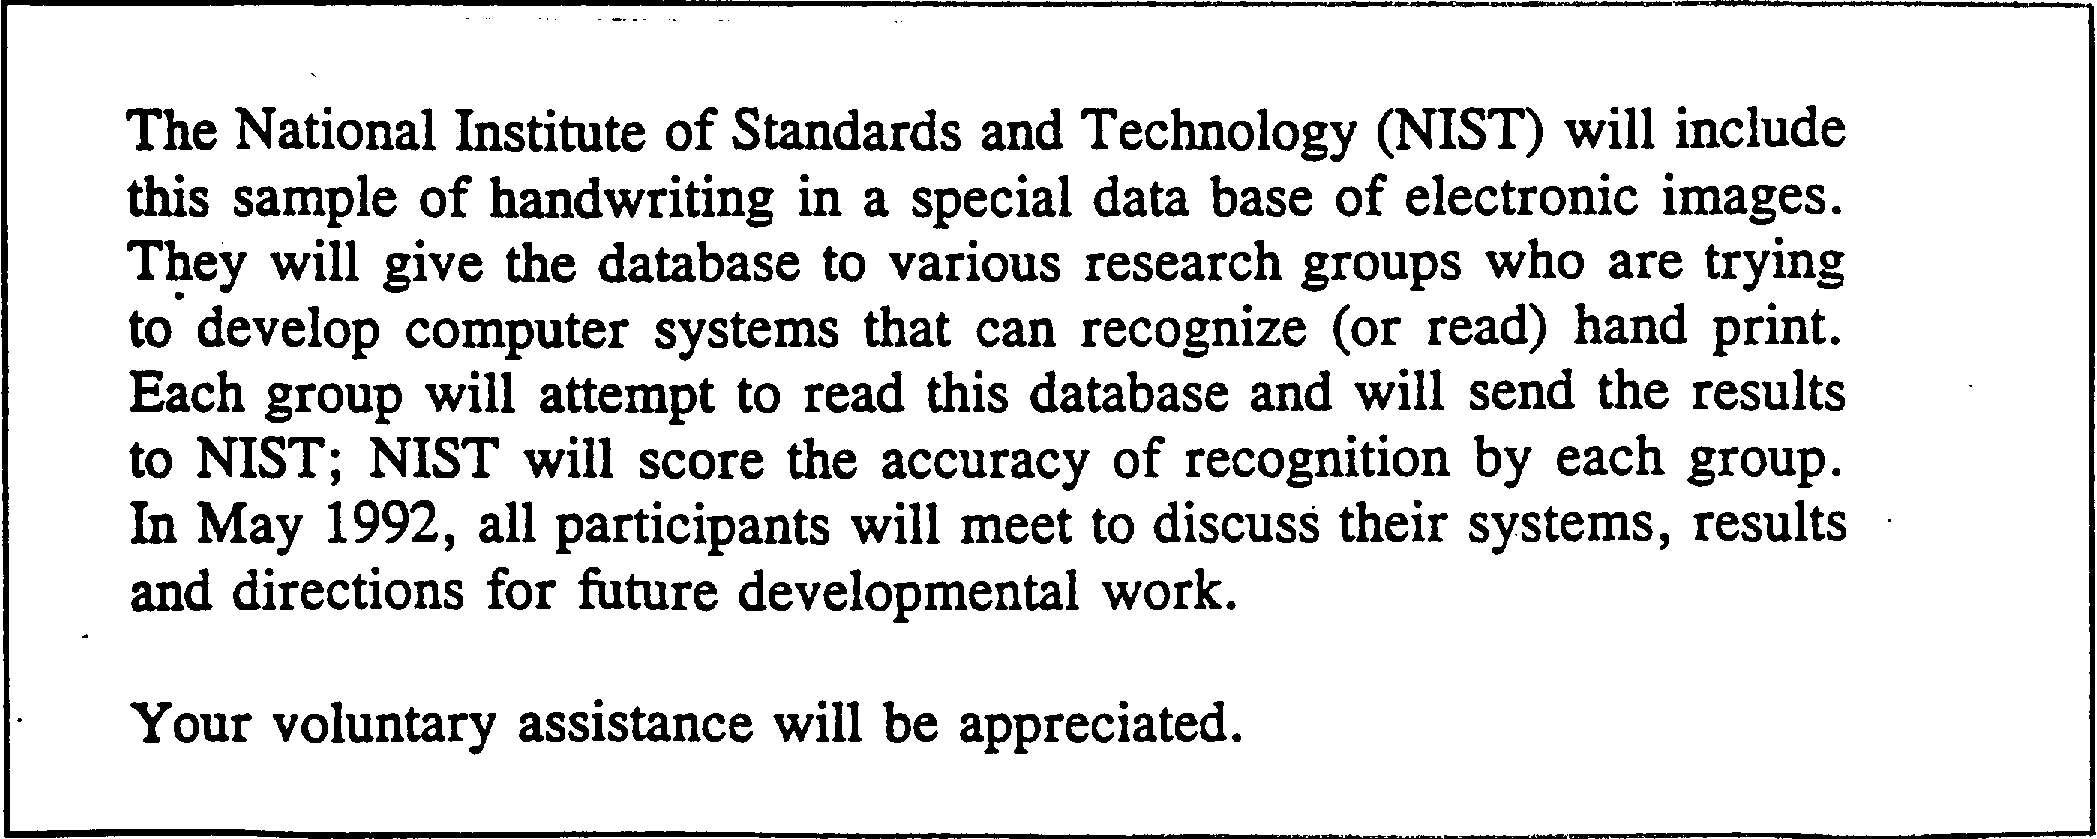 The National Institute of Standards and Technology (NIST) will include
this sample of handwriting in a special data base of electronic images.
They will give the database to various research groups who are trying
to develop computer systems that can recognize (or read) hand print.
Each group will attempt to read this database and will send the results
to NIST; NIST will score the accuracy of recognition by each group.
In May 1992, all participants will meet to discuss their systems, results
and directions for future developmental work.
Your voluntary assistance will be appreciated.